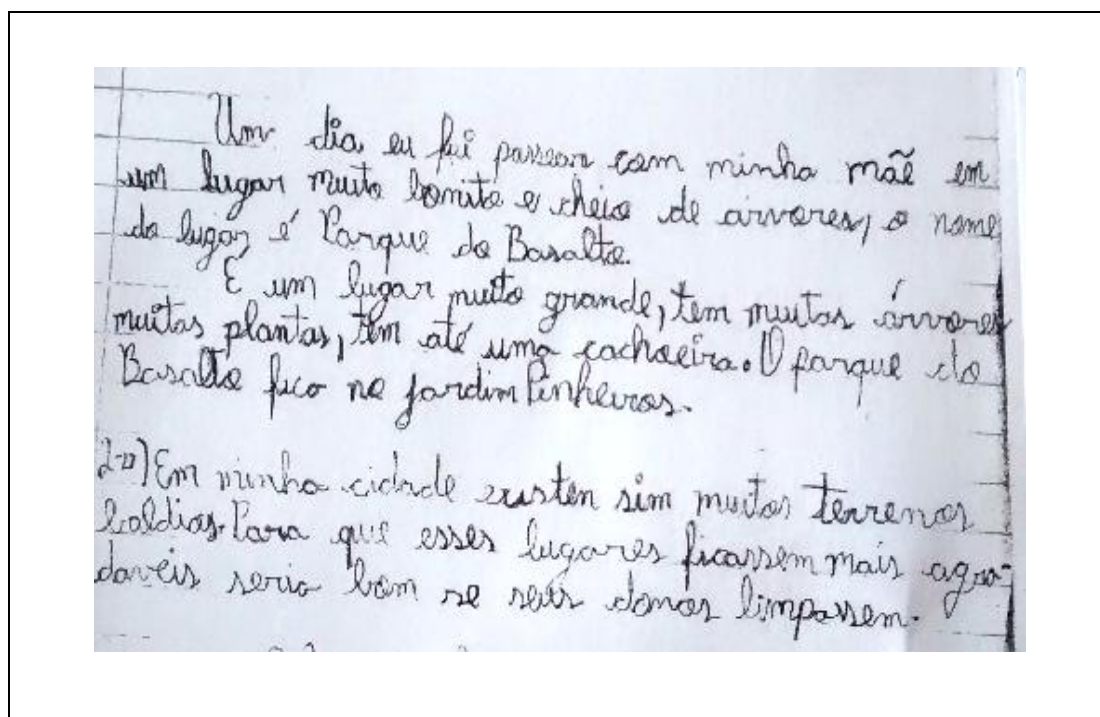 Um dia eu fui passear com minha mãe em
um lugar muito bonito e cheio de arvores, o nome
do lugar é Parque do Basalto.
É um lugar muito grande, tem muitas árvores
muitas plantas, têm até uma cachoeira. O parque do
Basalto fica no jardim Pinheiros.
2-a) Em minha cidade existen sim muitos terrenos
baldios. Para que esses lugares ficassem mais agra-
daveis seria bom se seus donos limpassem.